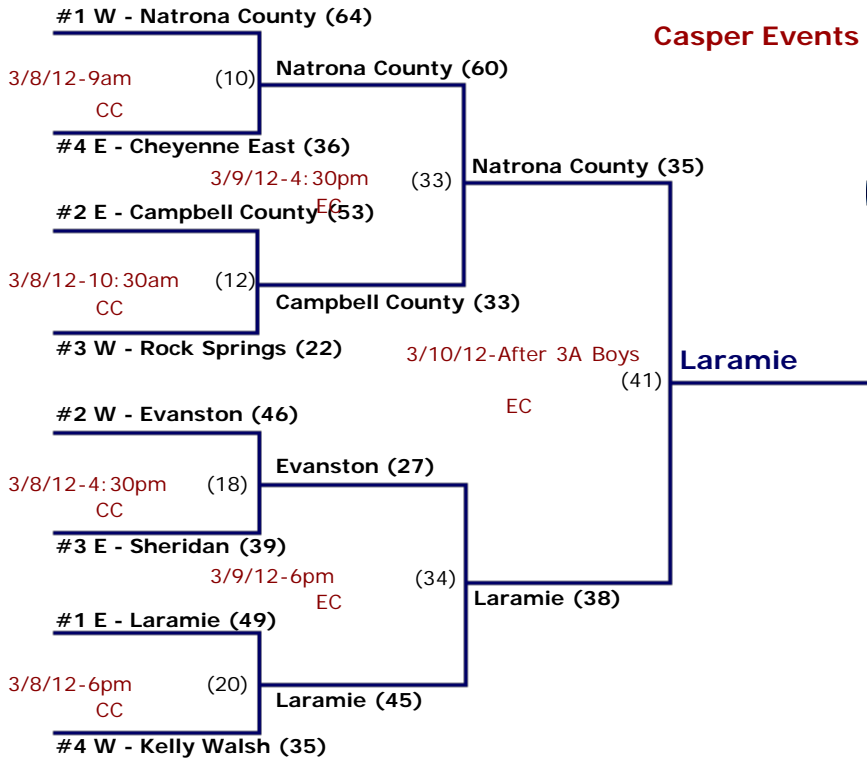 #1 W - Natrona County (64)
Casper Events
3/8/12-9am
(10)
Natrona County (60)
CC
#4 E - Cheyenne East (36)
3/9/12-4:30pm
(33)
Natrona County (35)
EC
#2 E - Campbell County (53)
3/8/12-10:30am
(12)
CC
Campbell County (33)
#3 W - Rock Springs (22)
3/10/12-After 3A Boys
Laramie
(41)
EC
#2 W - Evanston (46)
Evanston (27)
3/8/12-4:30pm
(18)
CC
#3 E - Sheridan (39)
3/9/12-6pm
(34)
EC
Laramie (38)
#1 E - Laramie (49)
3/8/12-6pm
(20)
CC
Laramie (45)
#4 W - Kelly Walsh (35)